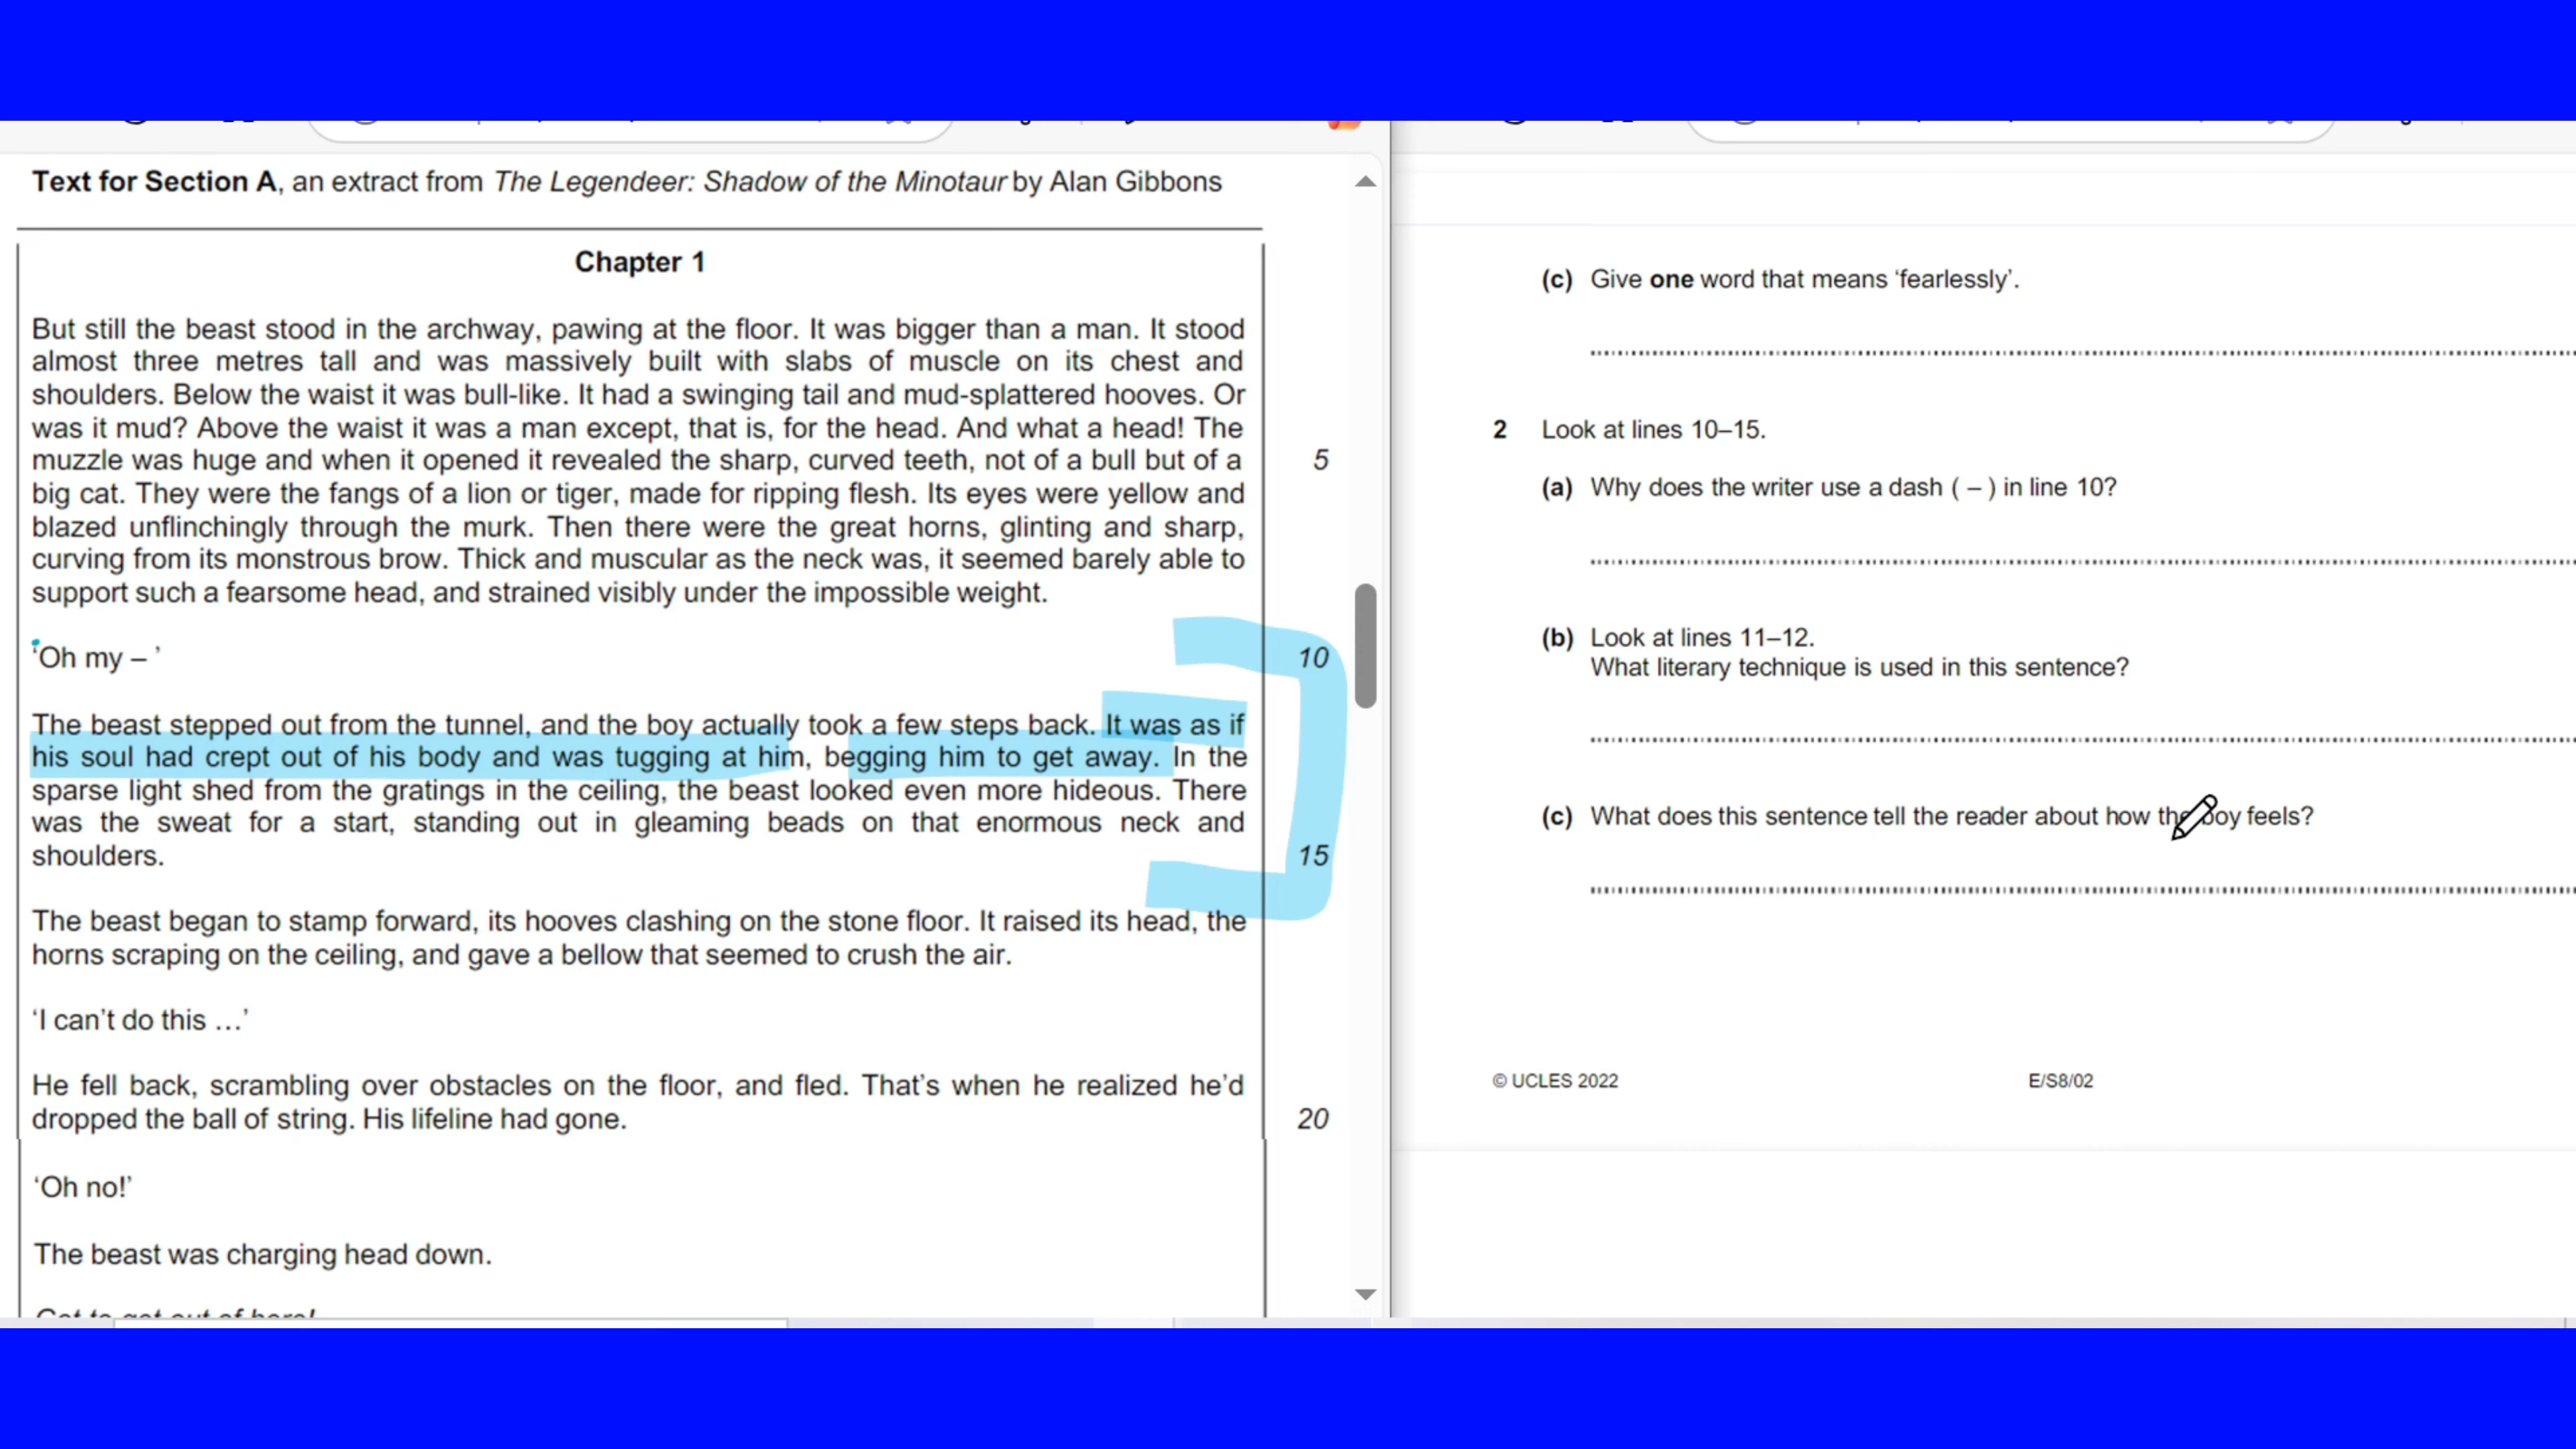 Text for Section A, an extract from The Legendeer: Shadow of the Minotaur by Alan Gibbons
Chapter 1
But still the beast stood in the archway, pawing at the floor. It was bigger than a man. It stood
almost three metres tall and was massively built with slabs of muscle on its chest and
shoulders. Below the waist it was bull-like. It had a swinging tail and mud-splattered hooves. Or
was it mud? Above the waist it was a man except, that is, for the head. And what a head! The
muzzle was huge and when it opened it revealed the sharp, curved teeth, not of a bull but of a 5
big cat. They were the fangs of a lion or tiger, made for ripping flesh. Its eyes were yellow and
blazed unflinchingly through the murk. Then there were the great horns, glinting and sharp,
curving from its monstrous brow. Thick and muscular as the neck was, it seemed barely able to
support such a fearsome head, and strained visibly under the impossible weight.
‘Oh my – ’ 10
The beast stepped out from the tunnel, and the boy actually took a few steps back. It was as if
his soul had crept out of his body and was tugging at him, begging him to get away. In the
sparse light shed from the gratings in the ceiling, the beast looked even more hideous. There
was the sweat for a start, standing out in gleaming beads on that enormous neck and
shoulders. 15
The beast began to stamp forward, its hooves clashing on the stone floor. It raised its head, the
horns scraping on the ceiling, and gave a bellow that seemed to crush the air.
‘I can’t do this …’
He fell back, scrambling over obstacles on the floor, and fled. That’s when he realized he’d
dropped the ball of string. His lifeline had gone. 20
‘Oh no!’
The beast was charging head down.
Got to get out of here!
(c) Give one word that means ‘fearlessly’.
2 Look at lines 10–15.
(a) Why does the writer use a dash ( – ) in line 10?
(b) Look at lines 11–12.
What literary technique is used in this sentence?
(c) What does this sentence tell the reader about how the boy feels?
© UCLES 2022 E/S8/02